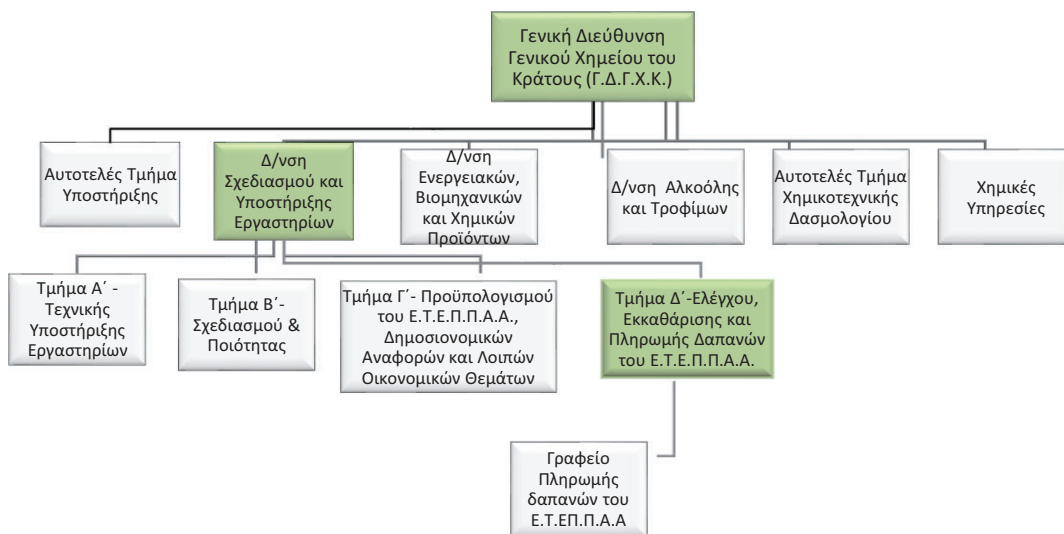 Γενική Διεύθυνση
Γενικού Χημείου του
Κράτους (Γ.Δ.Γ.Χ.Κ.)
Αυτοτελές Τμήμα
Υποστήριξης
Δ/νση
Σχεδιασμού και
Υποστήριξης
Εργαστηρίων
Δ/νση
Ενεργειακών,
Βιομηχανικών
και Χημικών
Προϊόντων
Δ/νση Αλκοόλης
και Τροφίμων
Αυτοτελές Τμήμα
Χημικοτεχνικής
Δασμολογίου
Χημικές
Υπηρεσίες
Τμήμα Α΄ -
Τεχνικής
Υποστήριξης
Εργαστηρίων
Τμήμα Β΄-
Σχεδιασμού &
Ποιότητας
Τμήμα Γ΄- Προϋπολογισμού
του Ε.Τ.Ε.Π.Π.Α.Α.,
Δημοσιονομικών
Αναφορών και Λοιπών
Οικονομικών Θεμάτων
Τμήμα Δ΄-Ελέγχου,
Εκκαθάρισης και
Πληρωμής Δαπανών
του Ε.Τ.Ε.Π.Π.Α.Α.
Γραφείο
Πληρωμής
δαπανών του
Ε.Τ.ΕΠ.Π.Α.Α